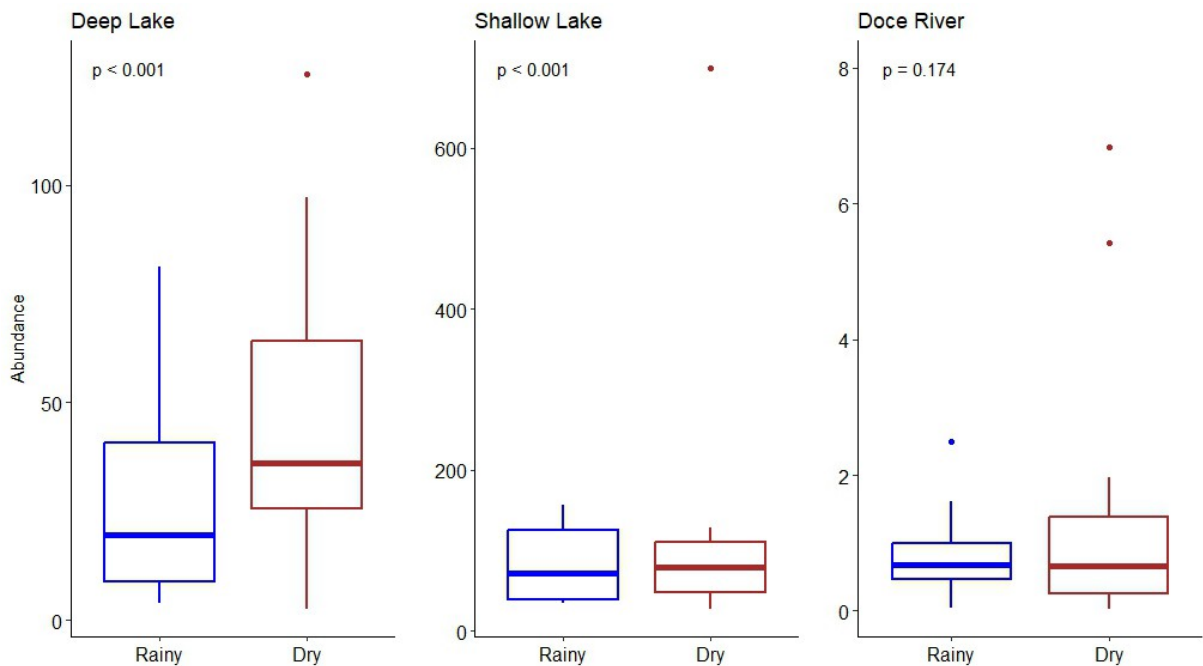 Deep Lake
Shallow Lake
Doce River
p < 0.001
p < 0.001
p = 0.174
Abundance
100
50
0
600
400
200
0
8
6
4
2
0
Rainy
Dry
Rainy
Dry
Rainy
Dry